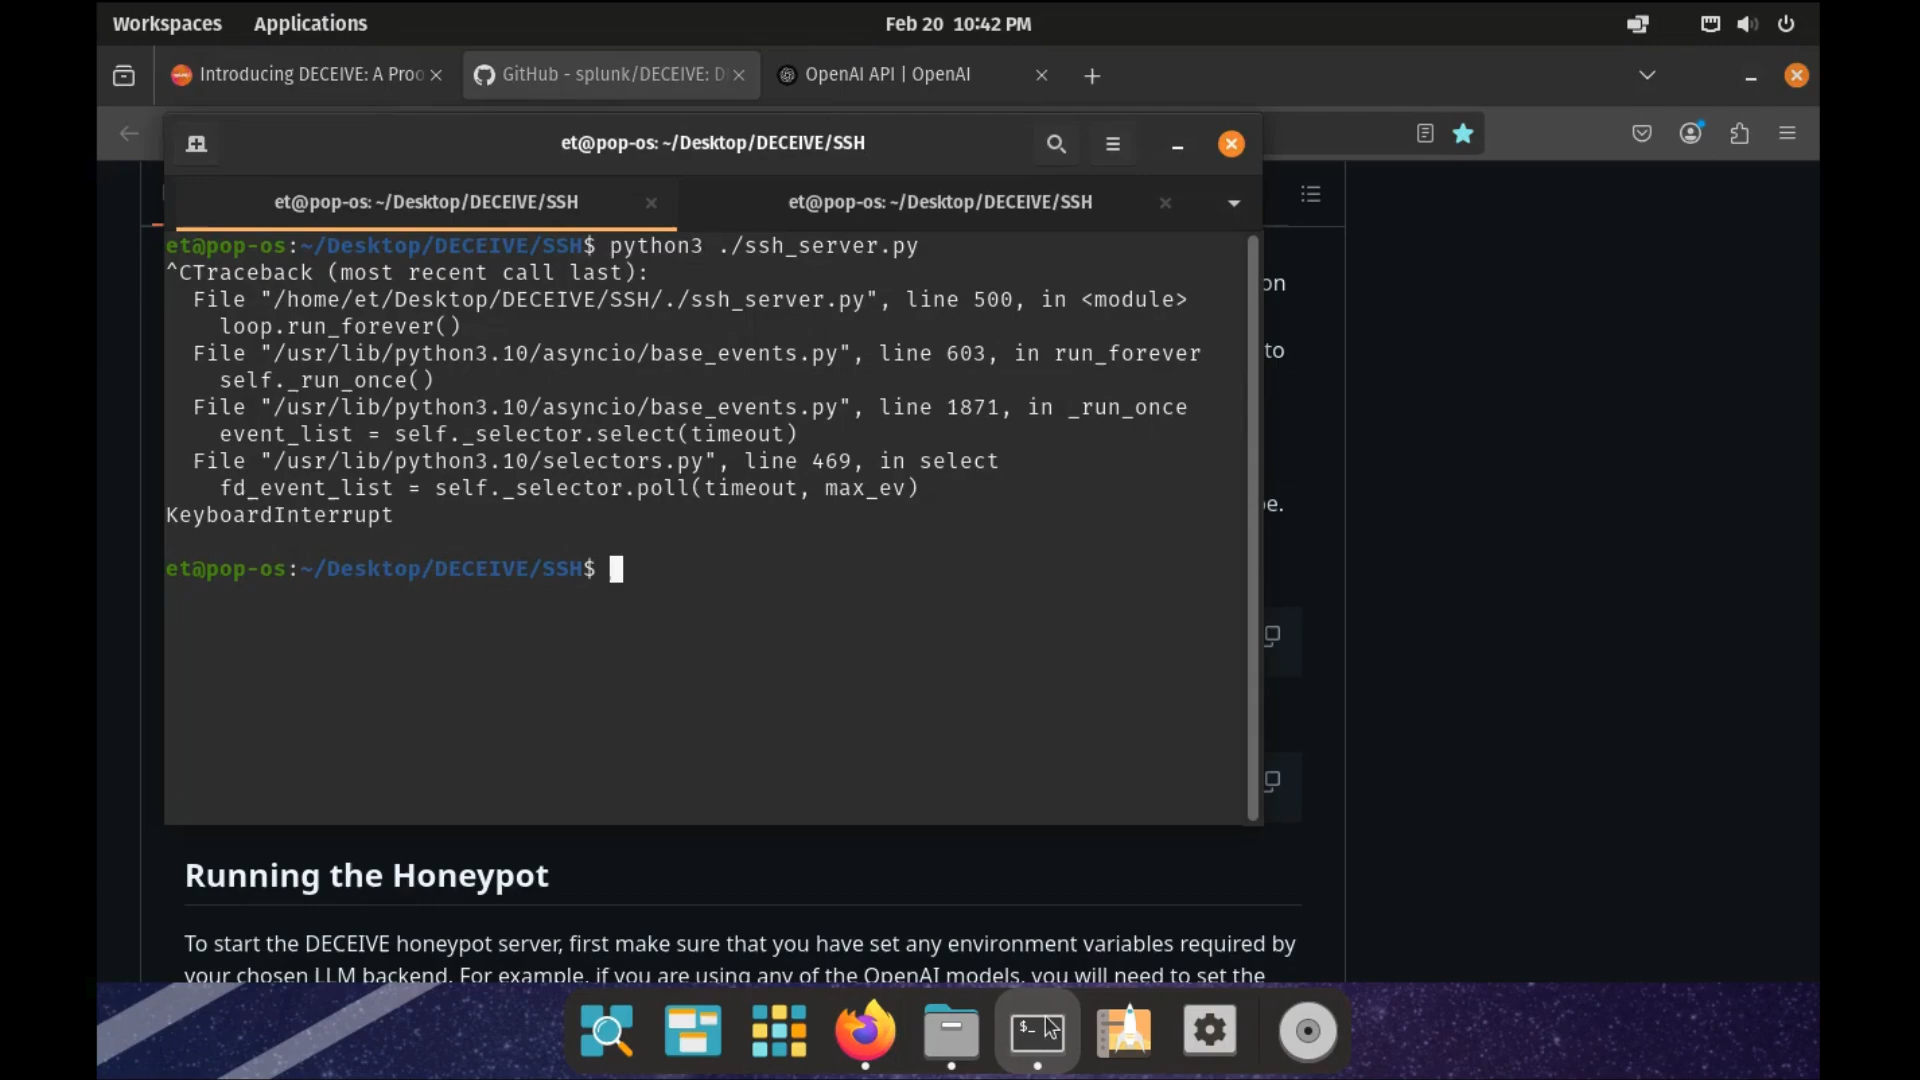 Workspaces Applications Feb 20 10:42 PM
Introducing DECEIVE: A Proo GitHub - splunk/DECEIVE: D OpenAI API | OpenAI
et@pop-os: ~/Desktop/DECEIVE/SSH
et@pop-os: ~/Desktop/DECEIVE/SSH et@pop-os: ~/Desktop/DECEIVE/SSH
et@pop-os:~/Desktop/DECEIVE/SSH$ python3 ./ssh_server.py
^CTraceback (most recent call last):
File "/home/et/Desktop/DECEIVE/SSH/./ssh_server.py", line 500, in <module>
loop.run_forever()
File "/usr/lib/python3.10/asyncio/base_events.py", line 603, in run_forever
self._run_once()
File "/usr/lib/python3.10/asyncio/base_events.py", line 1871, in _run_once
event_list = self._selector.select(timeout)
File "/usr/lib/python3.10/selectors.py", line 469, in select
fd_event_list = self._selector.poll(timeout, max_ev)
KeyboardInterrupt
et@pop-os:~/Desktop/DECEIVE/SSH$
on
to
pe.
Running the Honeypot
To start the DECEIVE honeypot server, first make sure that you have set any environment variables required by
your chosen LLM backend. For example, if you are using any of the OpenAI models, you will need to set the
$_